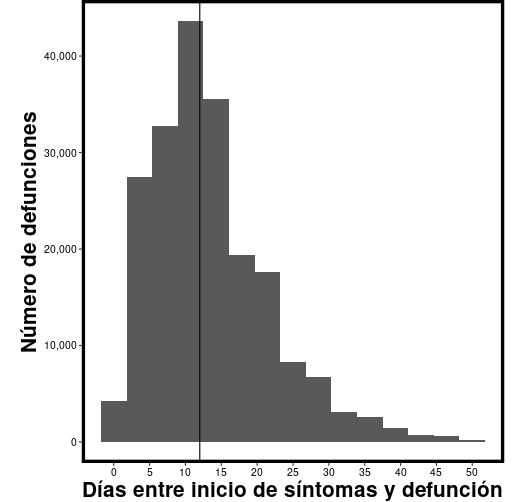 Número de defunciones
40,000
30,000
20,000
10,000
0
0 5 10 15 20 25 30 35 40 45 50
Días entre inicio de síntomas y defunción